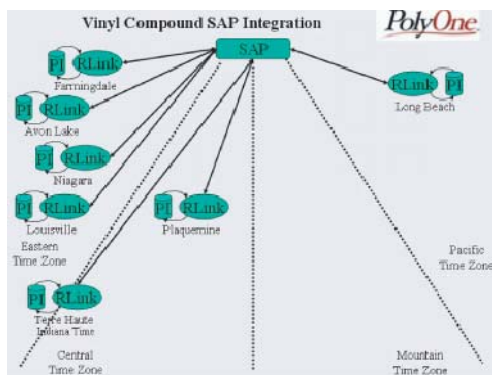 Vinyl Compound SAP Integration
PolyOne.
SAP
PI RLink
Farmingdale
PI RLink
Avon Lake
PI RLink
Niagara
PI RLink
Louisville
Eastern
Time Zone
PI RLink
Plaquemine
RLink PI
Long Beach
Pacific
Time Zone
PI RLink
Terre Haute
Indiana Time
Central
Time Zone
Mountain
Time Zone